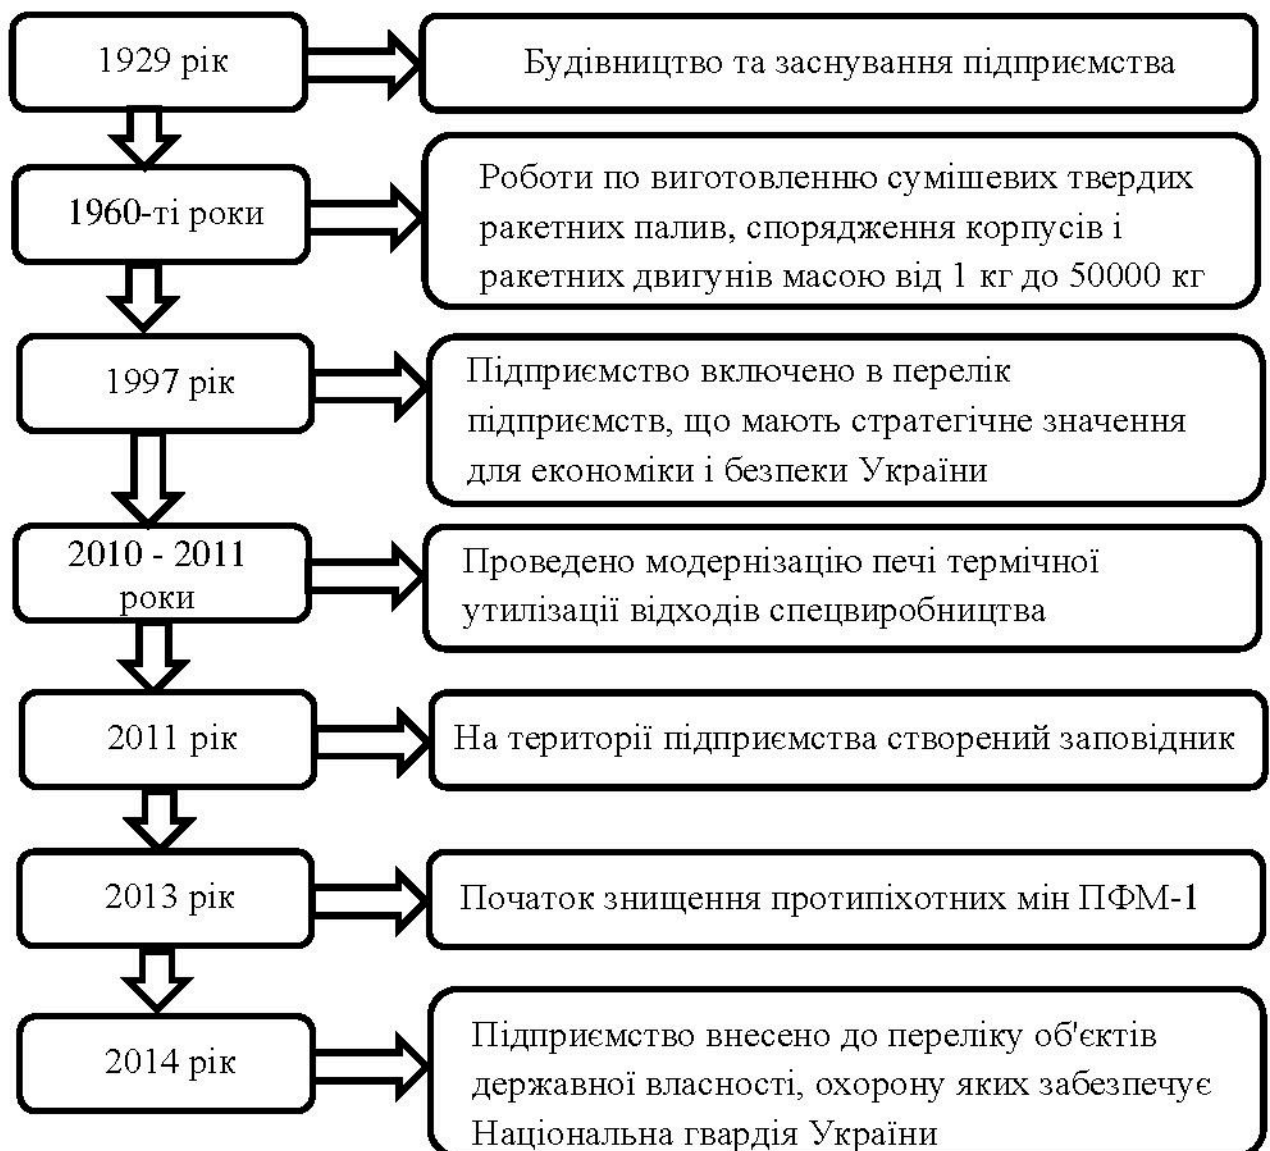 1929 рік
Будівництво та заснування підприємства
1960-ті роки
Роботи по виготовленню сумішевих твердих
ракетних палив, спорядження корпусів і
ракетних двигунів масою від 1 кг до 50000 кг
1997 рік
Підприємство включено в перелік
підприємств, що мають стратегічне значення
для економіки і безпеки України
2010 - 2011
роки
Проведено модернізацію печі термічної
утилізації відходів спецвиробництва
2011 рік
На території підприємства створений заповідник
2013 рік
Початок знищення протипіхотних мін ПФМ-1
2014 рік
Підприємство внесено до переліку об'єктів
державної власності, охорону яких забезпечує
Національна гвардія України